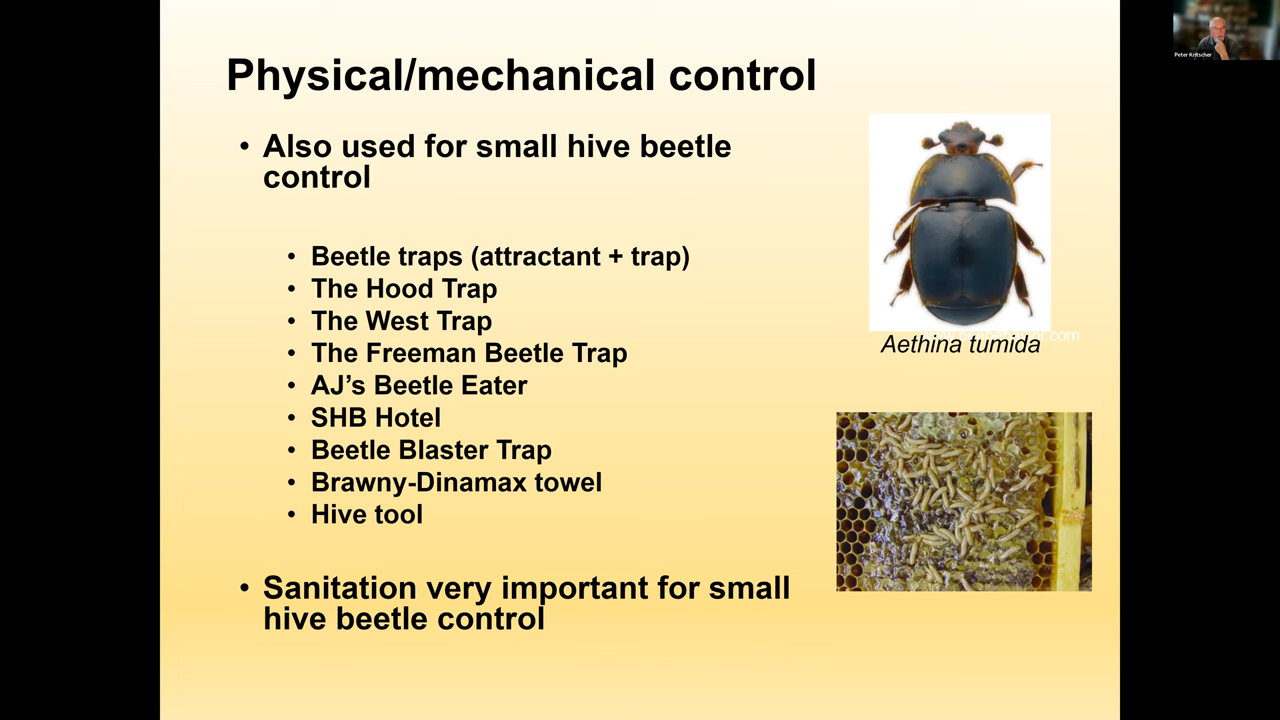 Physical/mechanical control
• Also used for small hive beetle
control
• Beetle traps (attractant + trap)
• The Hood Trap
• The West Trap
• The Freeman Beetle Trap
• AJ’s Beetle Eater
• SHB Hotel
• Beetle Blaster Trap
• Brawny-Dinamax towel
• Hive tool
• Sanitation very important for small
hive beetle control
Aethina tumida
Peter Kritscher